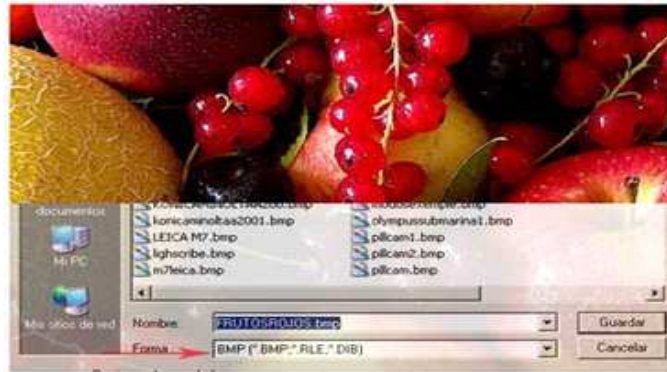 documentos
konicaminoltaa2001.bmp
olympussubmarina1.bmp
LEICA M7.bmp
pillcam1.bmp
Mi PC
lighscribe.bmp
pillcam2.bmp
m7leica.bmp
pillcam.bmp
Mis sitios de red
Nombre:
FRUTOSROJOS.bmp
Guardar
Forma
BMP (*.BMP,*.RLE,*.DIB)
Cancelar